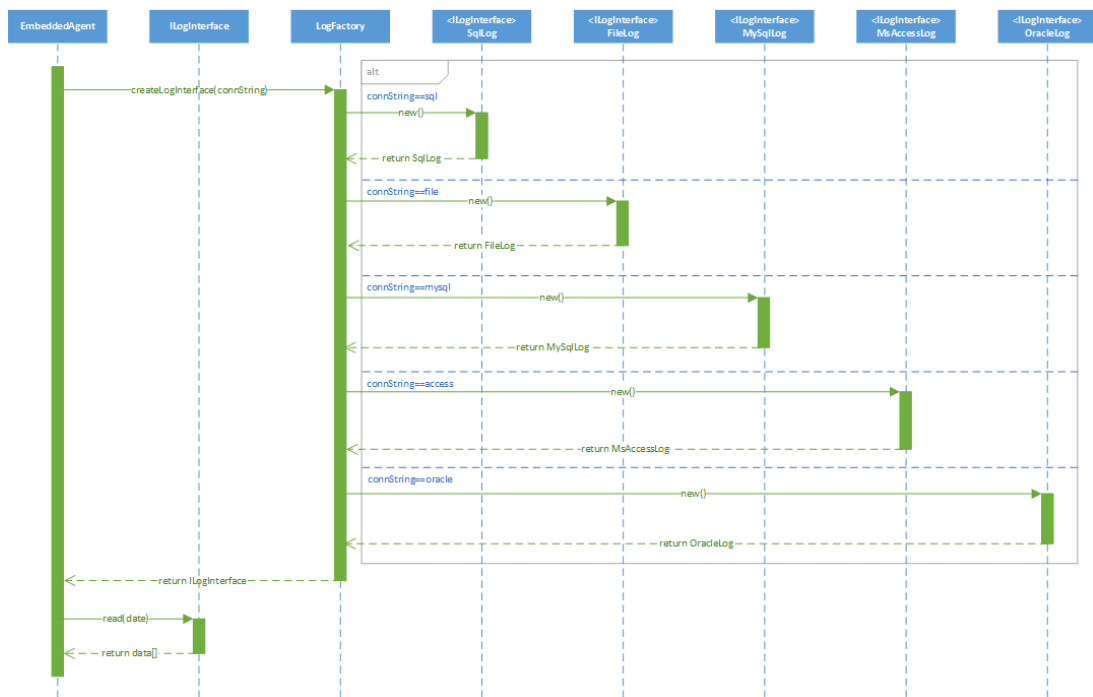 EmbeddedAgent
ILogInterface
LogFactory
<ILogInterface>
SqlLog
<ILogInterface>
FileLog
<ILogInterface>
MySqlLog
<ILogInterface>
MsAccessLog
<ILogInterface>
OracleLog
alt
createLogInterface(connString)
connString==sql
new()
return SqlLog
connString==file
new()
return FileLog
connString==mysql
new()
return MySqlLog
connString==access
new()
return MsAccessLog
connString==oracle
new()
return OracleLog
return ILogInterface
read(date)
return data[]